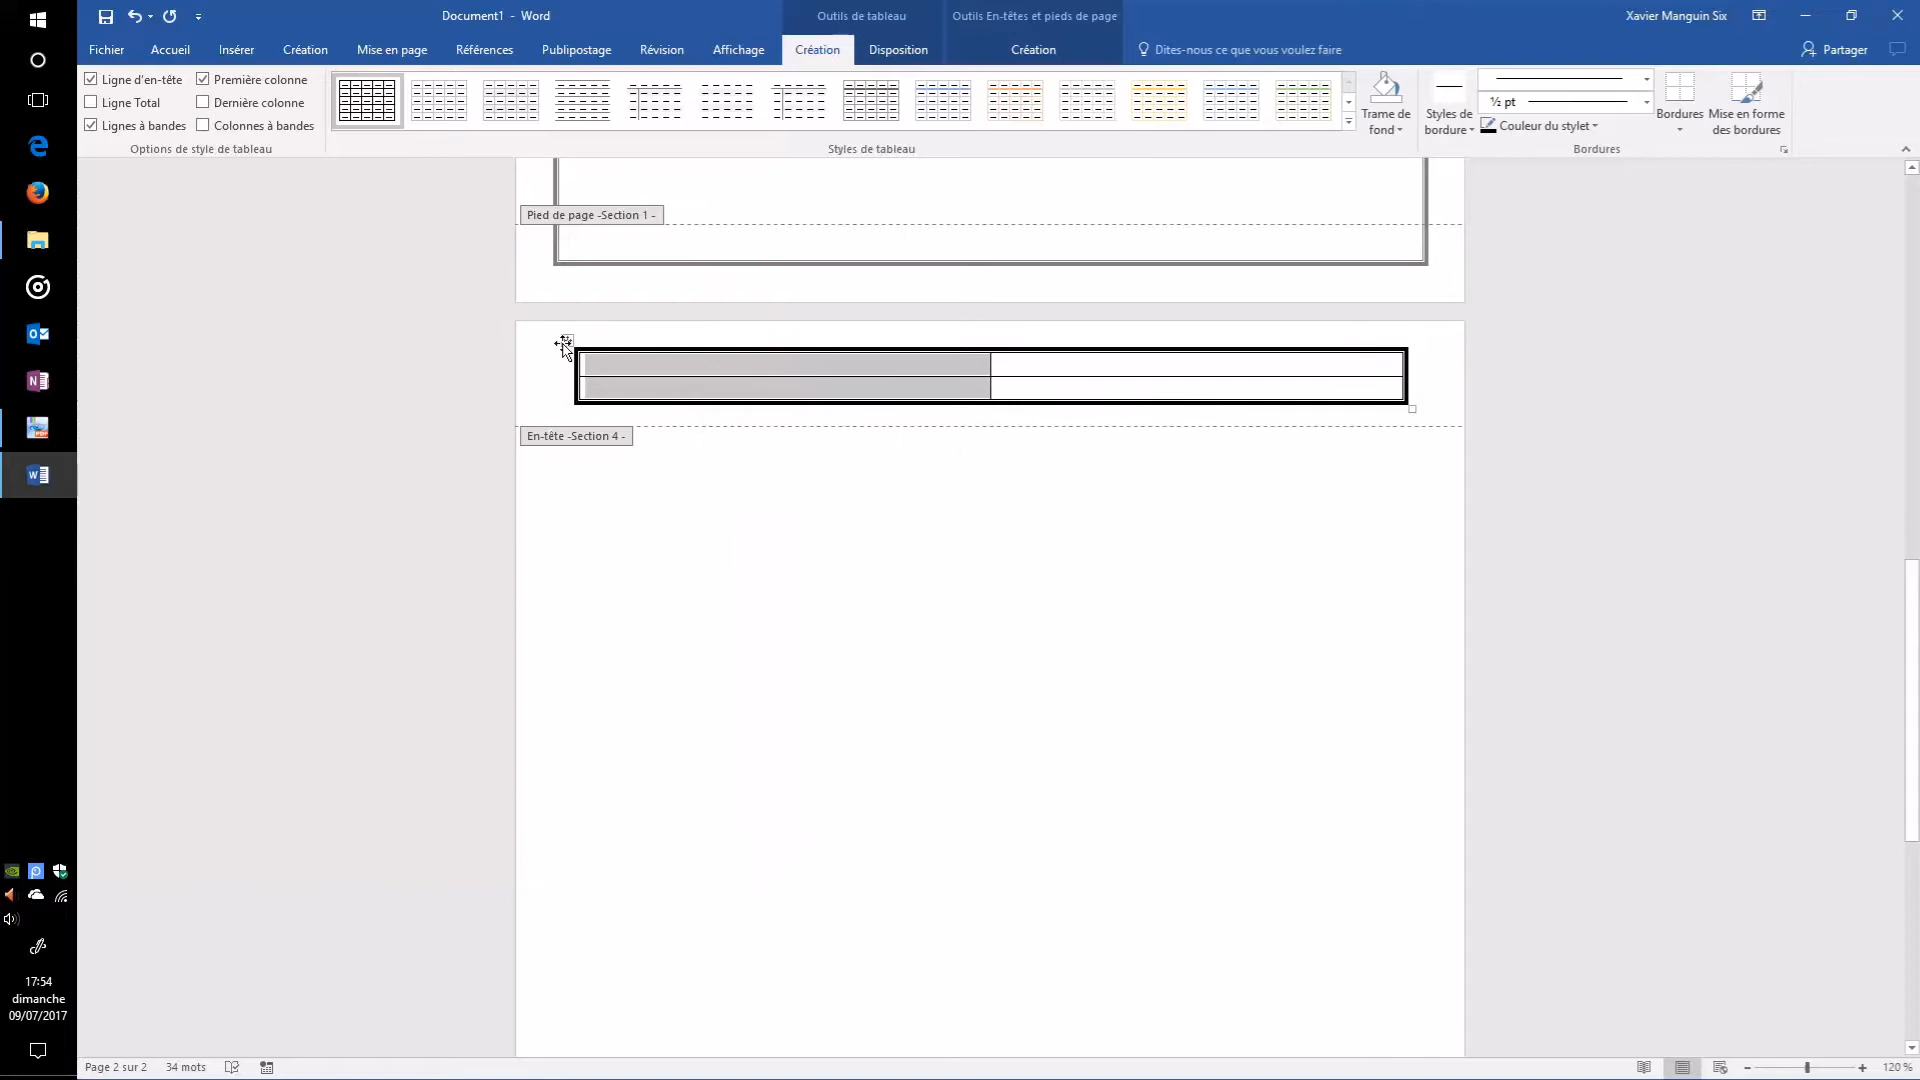 Document1 - Word
Outils de tableau
Outils En-têtes et pieds de page
Xavier Manguin Six
Fichier
Accueil
Insérer
Création
Mise en page
Références
Publipostage
Révision
Affichage
Création
Disposition
Création
Dites-nous ce que vous voulez faire
Partager
Ligne d'en-tête
Première colonne
Ligne Total
Dernière colonne
Lignes à bandes
Colonnes à bandes
Options de style de tableau
Styles de tableau
Trame de
fond
Styles de
bordure
½ pt
Couleur du stylet
Bordures
Mise en forme
des bordures
Bordures
Pied de page -Section 1 -
En-tête -Section 4 -
17:54
dimanche
09/07/2017
Page 2 sur 2
34 mots
120 %